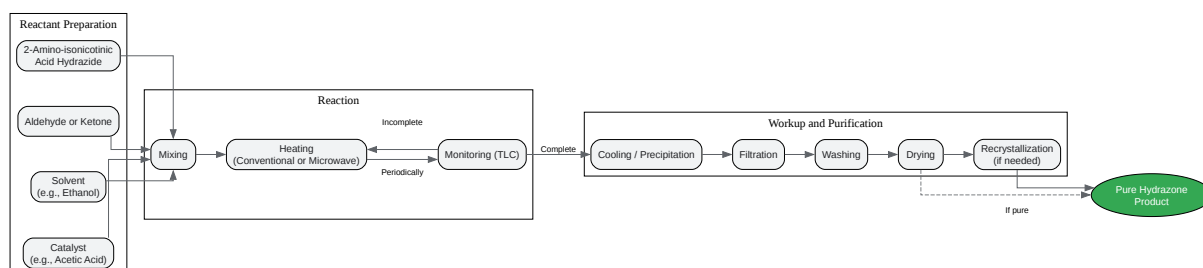 Reactant Preparation
2-Amino-isonicotinic
Acid Hydrazide
Aldehyde or Ketone
Solvent
(e.g., Ethanol)
Catalyst
(e.g., Acetic Acid)
Reaction
Mixing
Heating
(Conventional or Microwave)
Incomplete
Periodically
Monitoring (TLC)
Complete
Workup and Purification
Cooling / Precipitation
Filtration
Washing
Drying
Recrystallization
(if needed)
If pure
Pure Hydrazone
Product